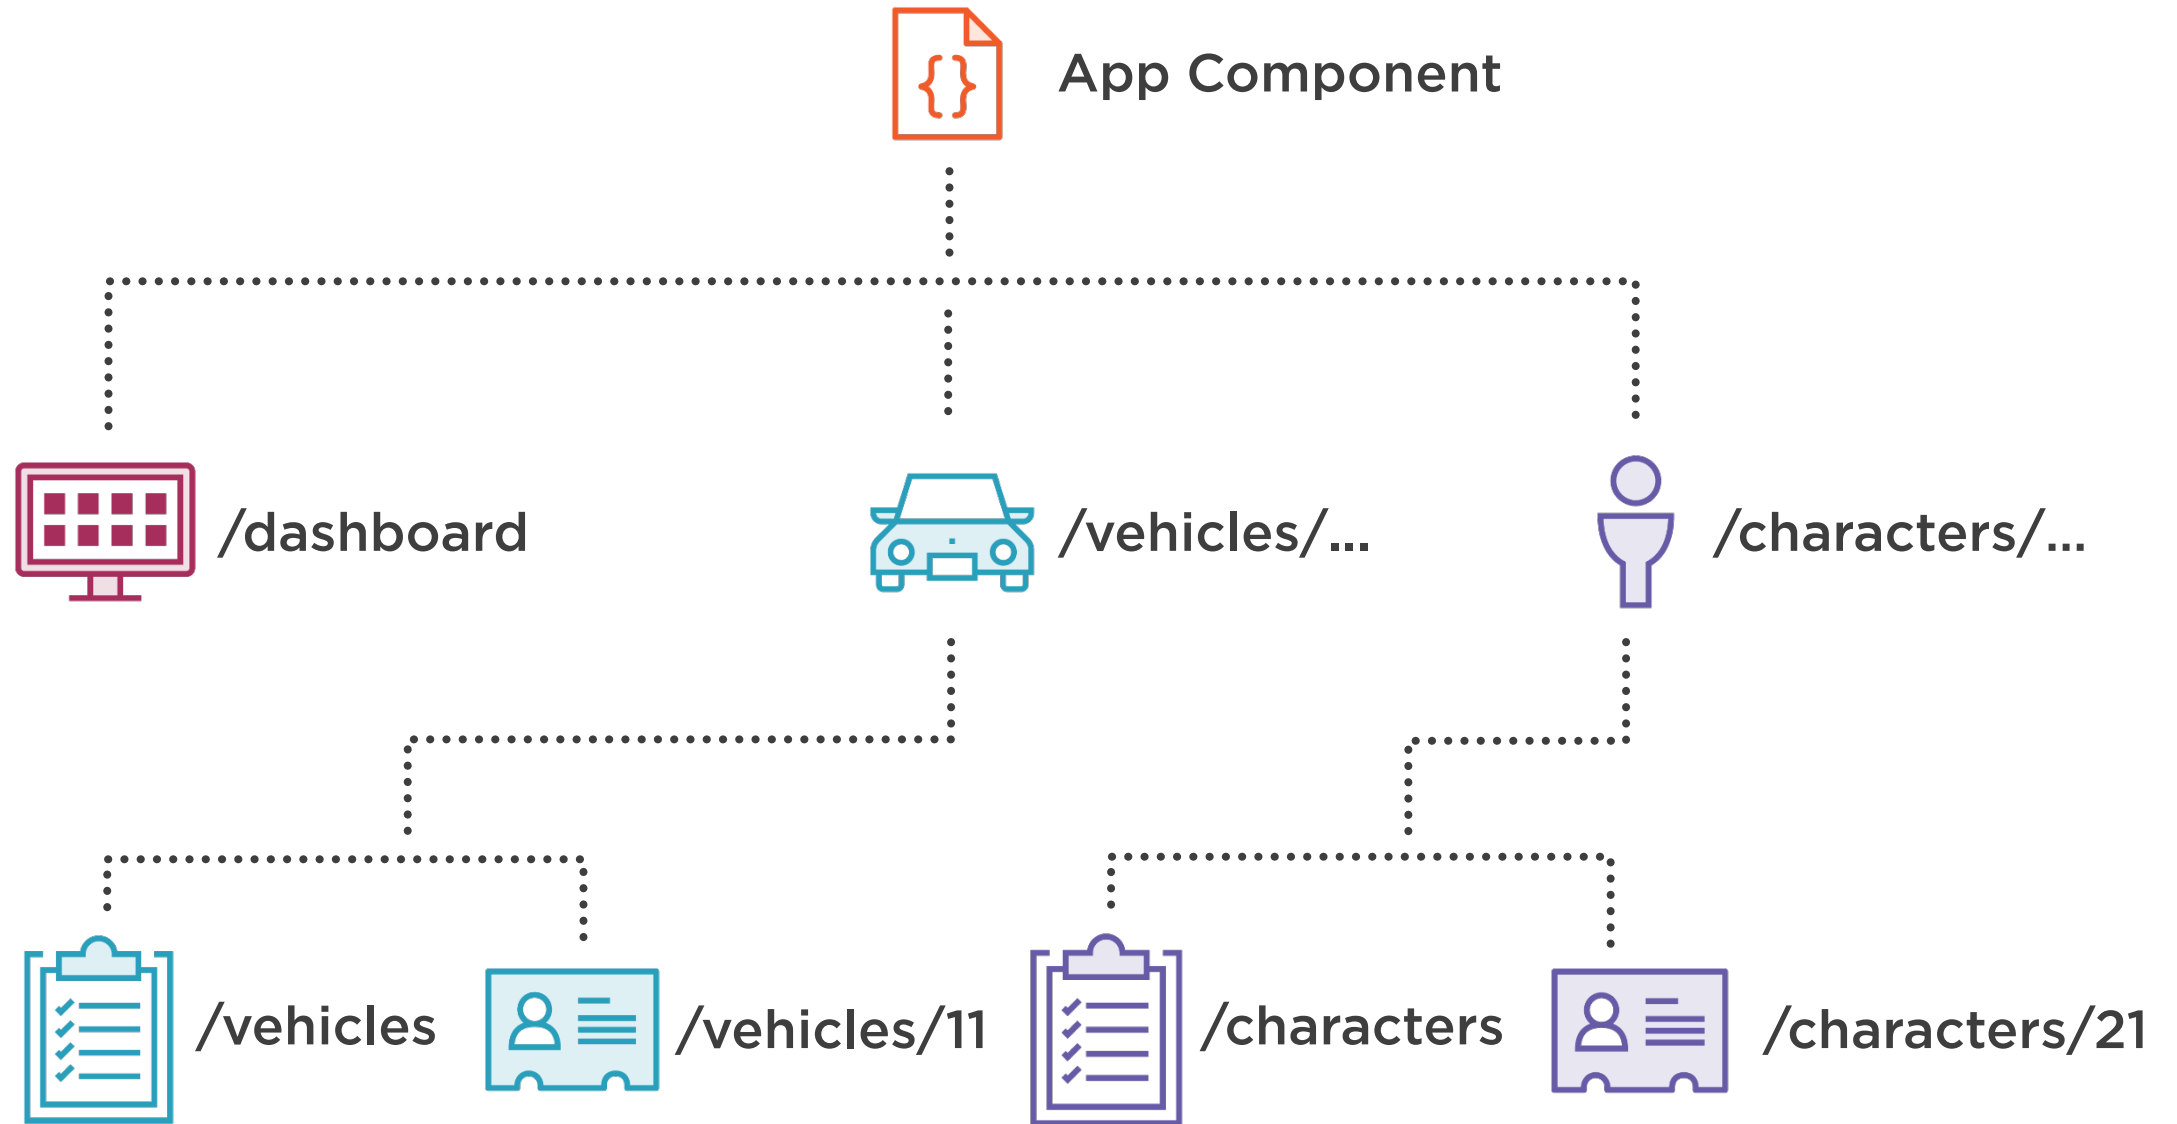 {}
App Component
/dashboard
/vehicles/...
/characters/...
/vehicles
/vehicles/11
/characters
/characters/21